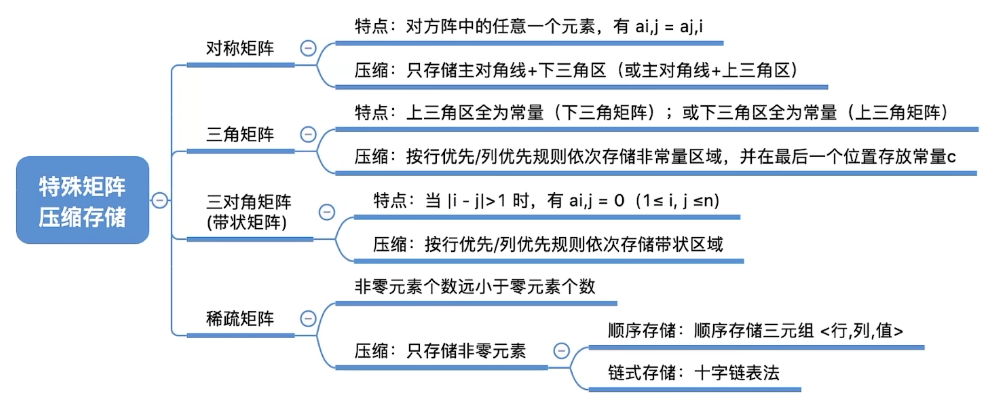 特殊矩阵
压缩存储
对称矩阵
特点：对方阵中的任意一个元素，有 ai,j = aj,i
压缩：只存储主对角线+下三角区（或主对角线+上三角区）
三角矩阵
特点：上三角区全为常量（下三角矩阵）；或下三角区全为常量（上三角矩阵）
压缩：按行优先/列优先规则依次存储非常量区域，并在最后一个位置存放常量c
三对角矩阵
(带状矩阵)
特点：当 |i - j|>1 时，有 ai,j = 0（1≤ i, j ≤n)
压缩：按行优先/列优先规则依次存储带状区域
稀疏矩阵
非零元素个数远小于零元素个数
压缩：只存储非零元素
顺序存储：顺序存储三元组 <行,列,值>
链式存储：十字链表法